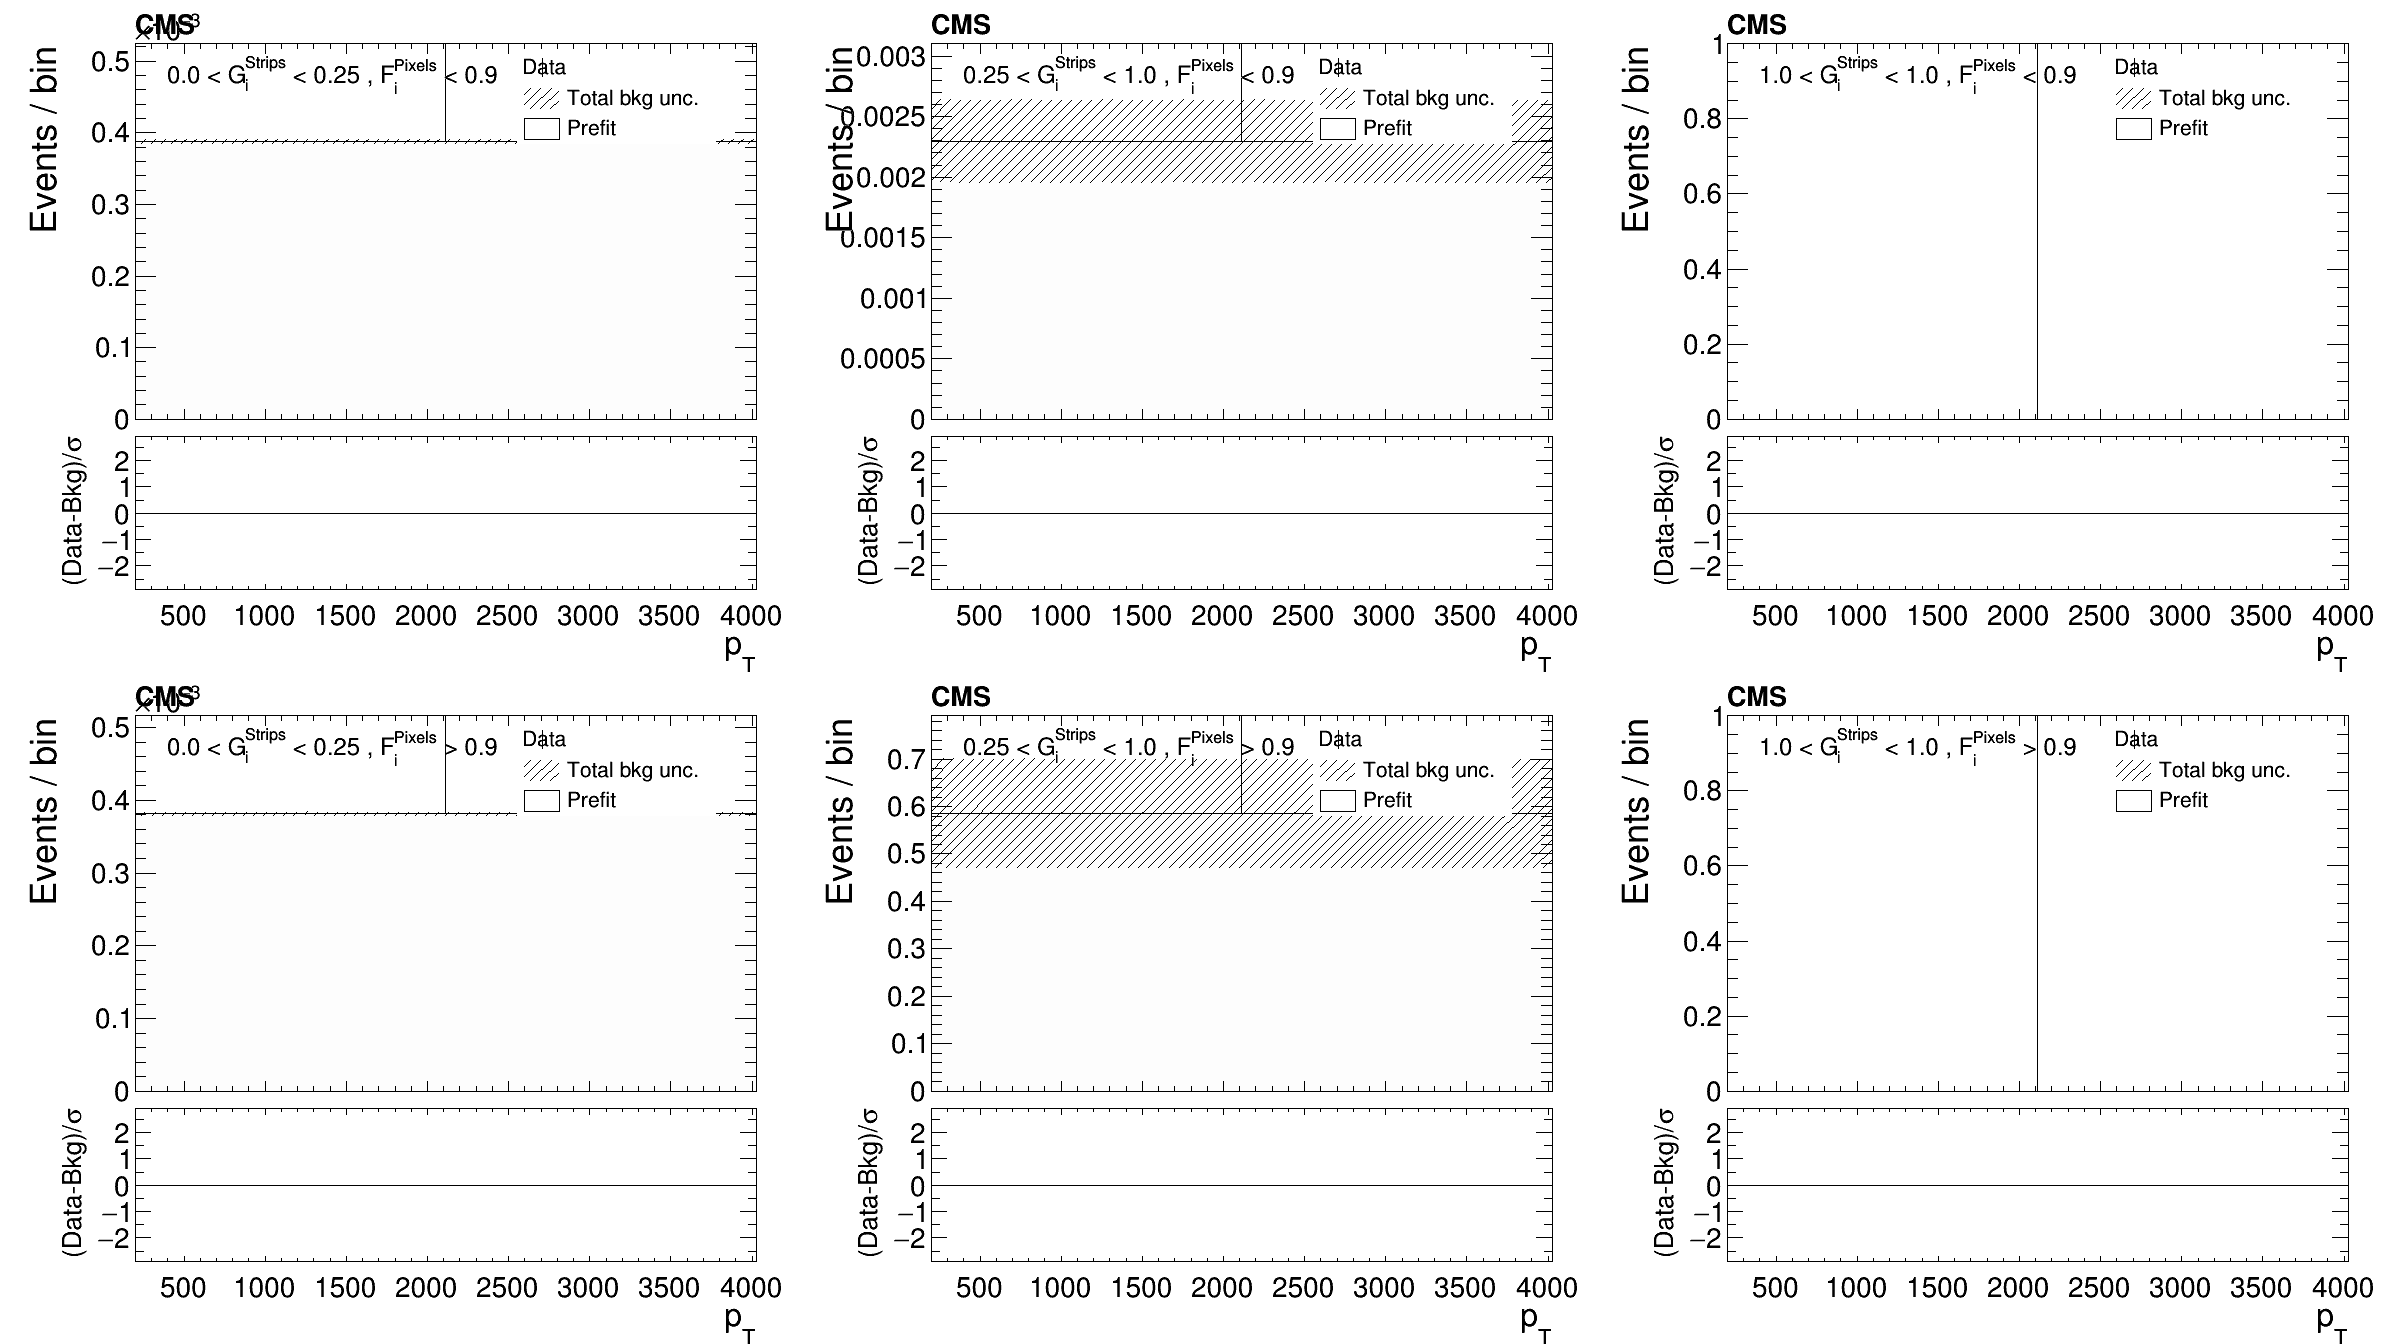 CMS
×10⁻³
Events / bin
0.0 < G_i^Strips < 0.25 , F_i^Pixels < 0.9
Data
Total bkg unc.
Prefit
0.5
0.4
0.3
0.2
0.1
0
(Data-Bkg)/σ
2
1
0
−1
−2
500 1000 1500 2000 2500 3000 3500 4000
p_T
CMS
Events / bin
0.25 < G_i^Strips < 1.0 , F_i^Pixels < 0.9
Data
Total bkg unc.
Prefit
0.003
0.0025
0.002
0.0015
0.001
0.0005
0
(Data-Bkg)/σ
2
1
0
−1
−2
500 1000 1500 2000 2500 3000 3500 4000
p_T
CMS
Events / bin
1.0 < G_i^Strips < 1.0 , F_i^Pixels < 0.9
Data
Total bkg unc.
Prefit
1
0.8
0.6
0.4
0.2
0
(Data-Bkg)/σ
2
1
0
−1
−2
500 1000 1500 2000 2500 3000 3500 4000
p_T
CMS
×10⁻³
Events / bin
0.0 < G_i^Strips < 0.25 , F_i^Pixels > 0.9
Data
Total bkg unc.
Prefit
0.5
0.4
0.3
0.2
0.1
0
(Data-Bkg)/σ
2
1
0
−1
−2
500 1000 1500 2000 2500 3000 3500 4000
p_T
CMS
Events / bin
0.25 < G_i^Strips < 1.0 , F_i^Pixels > 0.9
Data
Total bkg unc.
Prefit
0.7
0.6
0.5
0.4
0.3
0.2
0.1
0
(Data-Bkg)/σ
2
1
0
−1
−2
500 1000 1500 2000 2500 3000 3500 4000
p_T
CMS
Events / bin
1.0 < G_i^Strips < 1.0 , F_i^Pixels > 0.9
Data
Total bkg unc.
Prefit
1
0.8
0.6
0.4
0.2
0
(Data-Bkg)/σ
2
1
0
−1
−2
500 1000 1500 2000 2500 3000 3500 4000
p_T